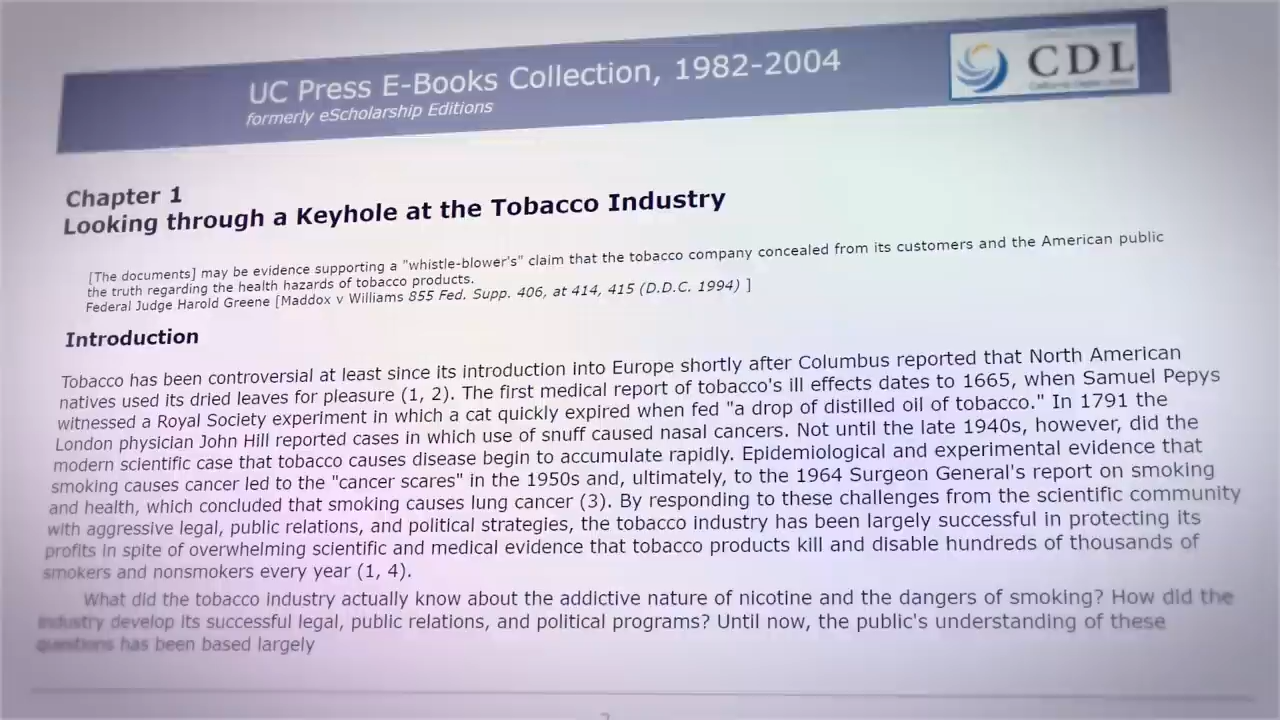 UC Press E-Books Collection, 1982-2004
formerly eScholarship Editions
CDL
Chapter 1
Looking through a Keyhole at the Tobacco Industry
[The documents] may be evidence supporting a "whistle-blower's" claim that the tobacco company concealed from its customers and the American public
the truth regarding the health hazards of tobacco products.
Federal Judge Harold Greene [Maddox v Williams 855 Fed. Supp. 406, at 414, 415 (D.D.C. 1994) ]
Introduction
Tobacco has been controversial at least since its introduction into Europe shortly after Columbus reported that North American
natives used its dried leaves for pleasure (1, 2). The first medical report of tobacco's ill effects dates to 1665, when Samuel Pepys
witnessed a Royal Society experiment in which a cat quickly expired when fed "a drop of distilled oil of tobacco." In 1791 the
London physician John Hill reported cases in which use of snuff caused nasal cancers. Not until the late 1940s, however, did the
modern scientific case that tobacco causes disease begin to accumulate rapidly. Epidemiological and experimental evidence that
smoking causes cancer led to the "cancer scares" in the 1950s and, ultimately, to the 1964 Surgeon General's report on smoking
and health, which concluded that smoking causes lung cancer (3). By responding to these challenges from the scientific community
with aggressive legal, public relations, and political strategies, the tobacco industry has been largely successful in protecting its
profits in spite of overwhelming scientific and medical evidence that tobacco products kill and disable hundreds of thousands of
smokers and nonsmokers every year (1, 4).
What did the tobacco industry actually know about the addictive nature of nicotine and the dangers of smoking? How did the
industry develop its successful legal, public relations, and political programs? Until now, the public's understanding of these
questions has been based largely